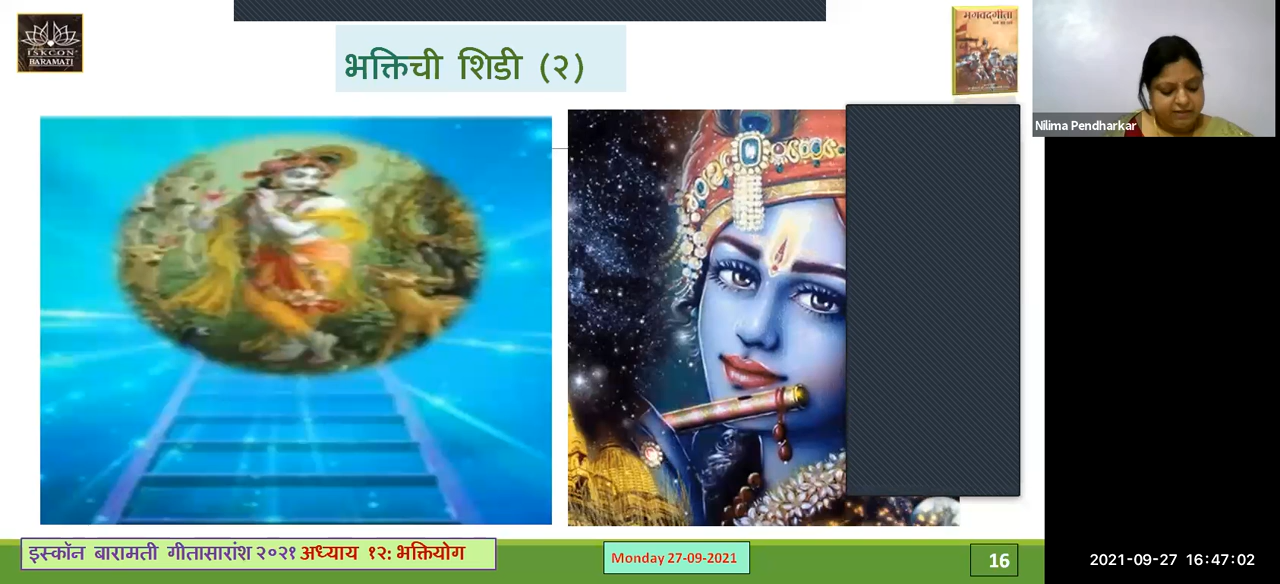 ISKCON
BARAMATI
भक्तिची शिडी (२)
भगवद्‌गीता
Nilima Pendharkar
इस्कॉन बारामती गीतासारांश २०२१ अध्याय १२: भक्तियोग
Monday 27-09-2021
16
2021-09-27 16:47:02